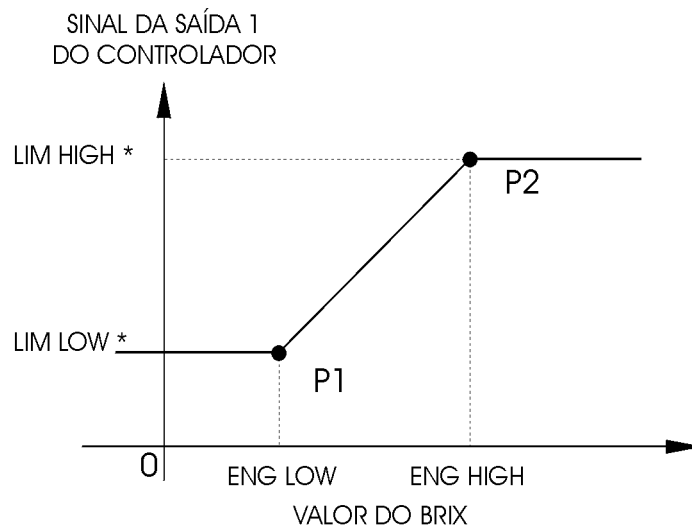 SINAL DA SAÍDA 1
DO CONTROLADOR
LIM HIGH *
P2
LIM LOW *
P1
0
ENG LOW
ENG HIGH
VALOR DO BRIX